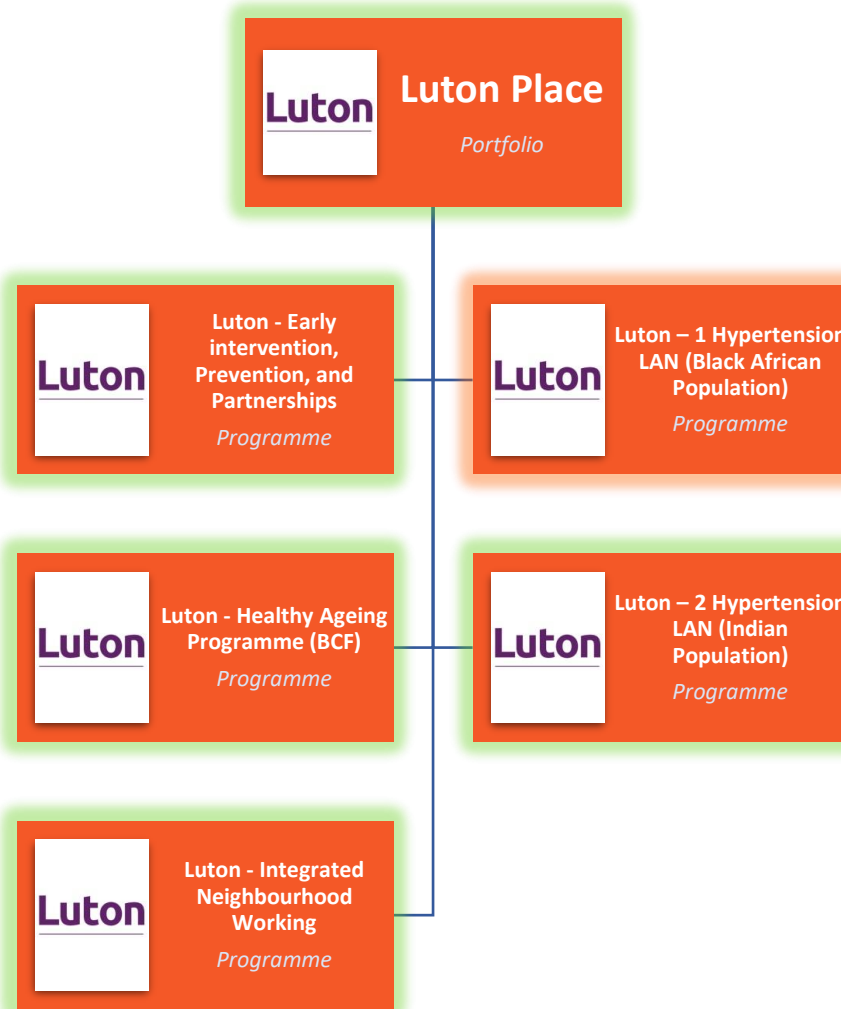 Luton
Luton Place
Portfolio
Luton
Luton - Early
intervention,
Prevention, and
Partnerships
Programme
Luton
Luton – 1 Hypertension
LAN (Black African
Population)
Programme
Luton
Luton - Healthy Ageing
Programme (BCF)
Programme
Luton
Luton – 2 Hypertension
LAN (Indian
Population)
Programme
Luton
Luton - Integrated
Neighbourhood
Working
Programme